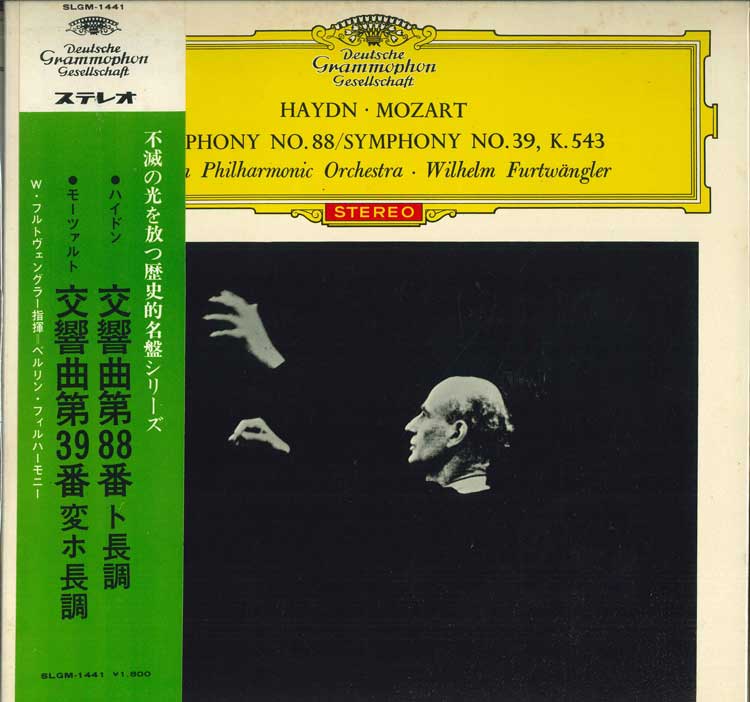 SLGM-1441
Deutsche
Grammophon
Gesellschaft
ステレオ
不滅の光を放つ歴史的名盤シリーズ
●ハイドン 交響曲第88番ト長調
●モーツァルト 交響曲第39番変ホ長調
W・フルトヴェングラー指揮=ベルリン・フィルハーモニー
SLGM-1441 ¥1,800
Deutsche
Grammophon
Gesellschaft
HAYDN · MOZART
PHONY NO. 88/SYMPHONY NO. 39, K. 543
n Philharmonic Orchestra · Wilhelm Furtwängler
STEREO